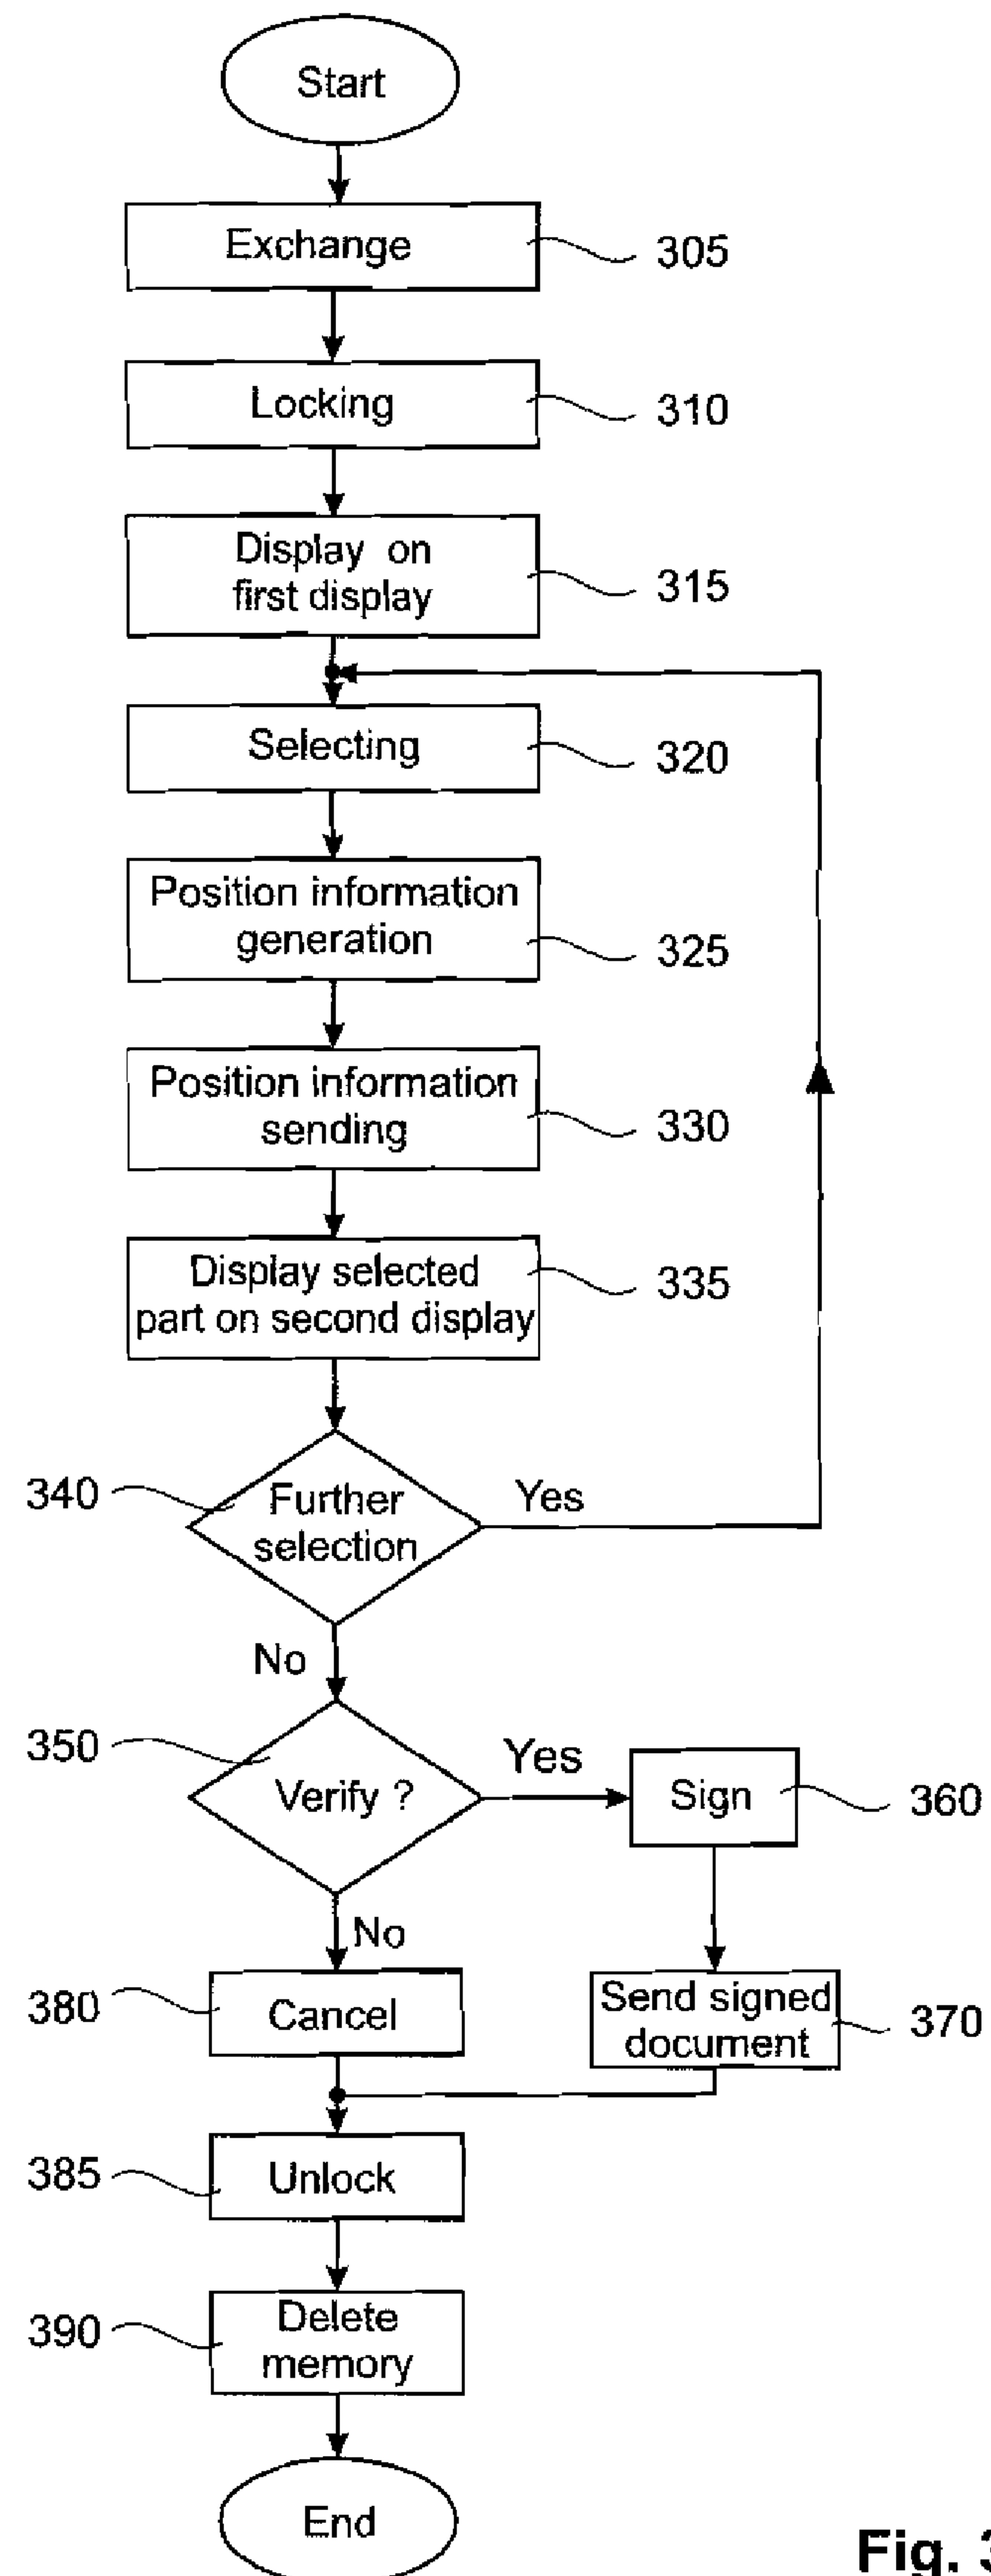 Start
Exchange
305
Locking
310
Display on
first display
315
Selecting
320
Position information
generation
325
Position information
sending
330
Display selected
part on second display
335
340
Further
selection
Yes
No
350
Verify ?
Yes
Sign
360
No
380
Cancel
Send signed
document
370
385
Unlock
390
Delete
memory
End
Fig. 3